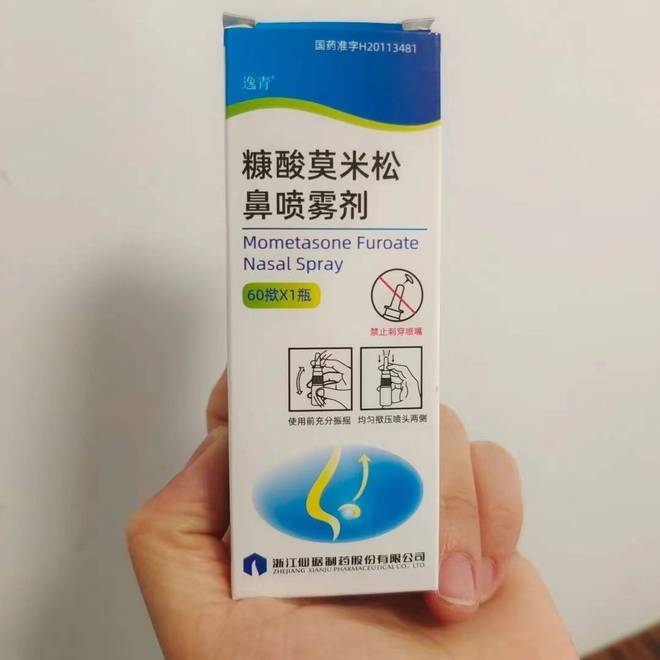 国药准字H20113481
逸青®
糠酸莫米松
鼻喷雾剂
Mometasone Furoate
Nasal Spray
60揿X1瓶
禁止刺穿喷嘴
使用前充分振摇
均匀揿压喷头两侧
浙江仙琚制药股份有限公司
ZHEJIANG XIANJU PHARMACEUTICAL CO., LTD.